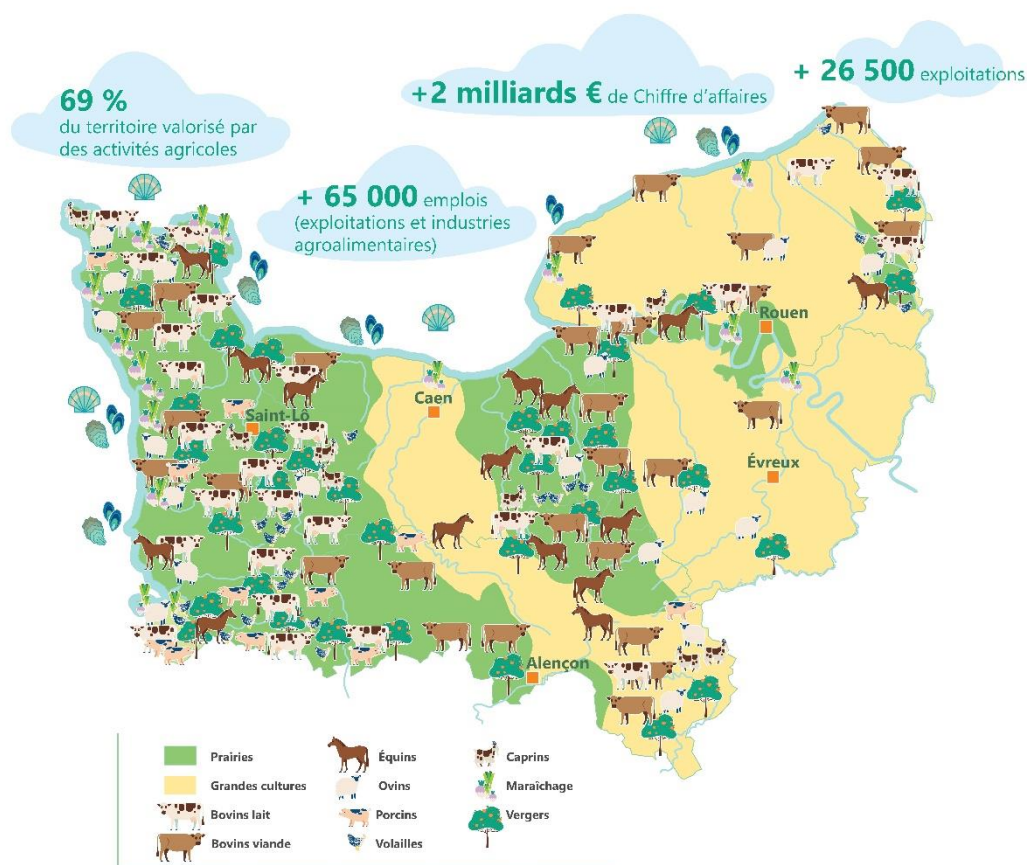 69 %
du territoire valorisé par
des activités agricoles
+ 65 000 emplois
(exploitations et industries
agroalimentaires)
+2 milliards € de Chiffre d'affaires
+ 26 500 exploitations
Rouen
Caen
Saint-Lô
Évreux
Alençon
Prairies
Grandes cultures
Bovins lait
Bovins viande
Équins
Ovins
Porcins
Volailles
Caprins
Maraîchage
Vergers